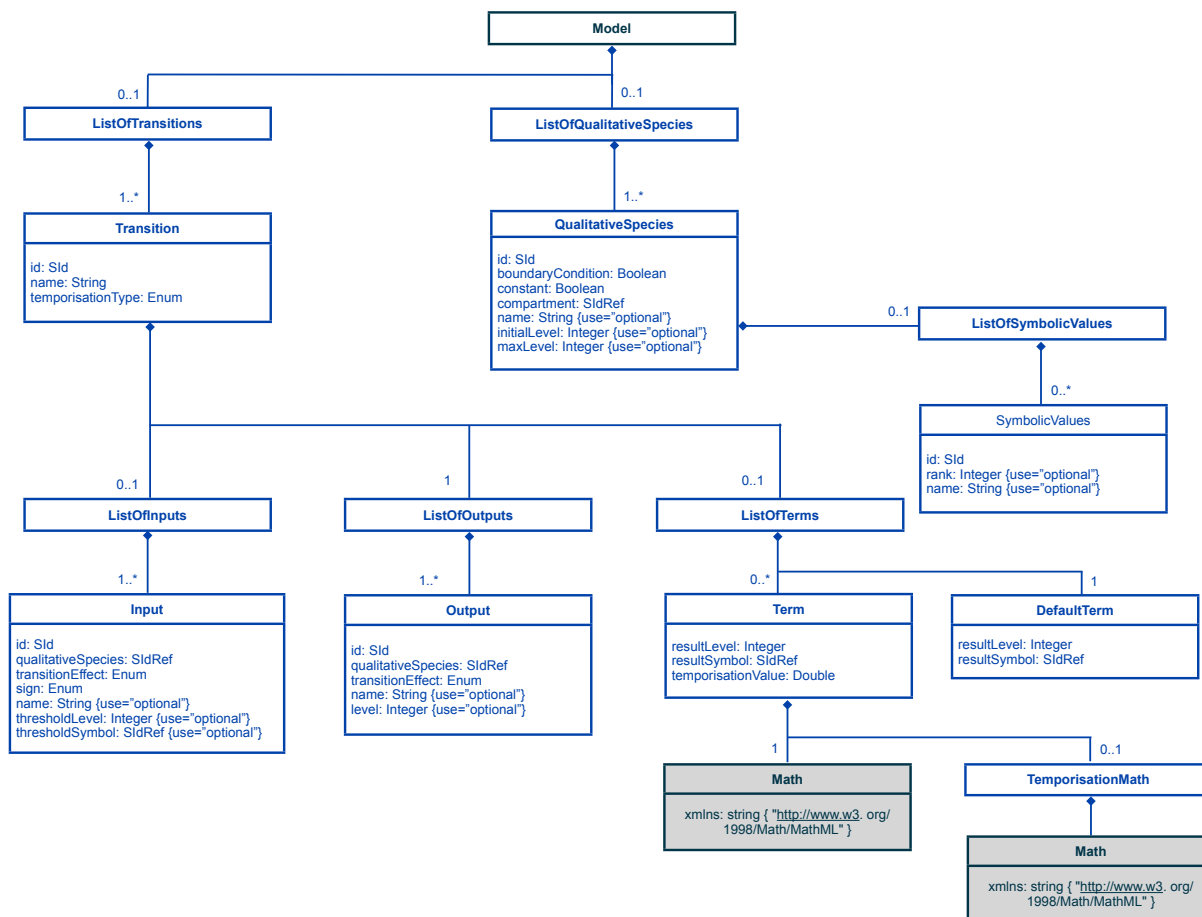 Model
0..1
0..1
ListOfTransitions
ListOfQualitativeSpecies
1..*
1..*
Transition
id: SId
name: String
temporisationType: Enum
QualitativeSpecies
id: SId
boundaryCondition: Boolean
constant: Boolean
compartment: SIdRef
name: String {use="optional"}
initialLevel: Integer {use="optional"}
maxLevel: Integer {use="optional"}
0..1
ListOfSymbolicValues
0..*
SymbolicValues
id: SId
rank: Integer {use="optional"}
name: String {use="optional"}
0..1
1
0..1
ListOfInputs
ListOfOutputs
ListOfTerms
1..*
1..*
0..*
1
Input
id: SId
qualitativeSpecies: SIdRef
transitionEffect: Enum
sign: Enum
name: String {use="optional"}
thresholdLevel: Integer {use="optional"}
thresholdSymbol: SIdRef {use="optional"}
Output
id: SId
qualitativeSpecies: SIdRef
transitionEffect: Enum
name: String {use="optional"}
level: Integer {use="optional"}
Term
resultLevel: Integer
resultSymbol: SIdRef
temporisationValue: Double
DefaultTerm
resultLevel: Integer
resultSymbol: SIdRef
1
0..1
Math
xmlns: string { "http://www.w3. org/
1998/Math/MathML" }
TemporisationMath
Math
xmlns: string { "http://www.w3. org/
1998/Math/MathML" }